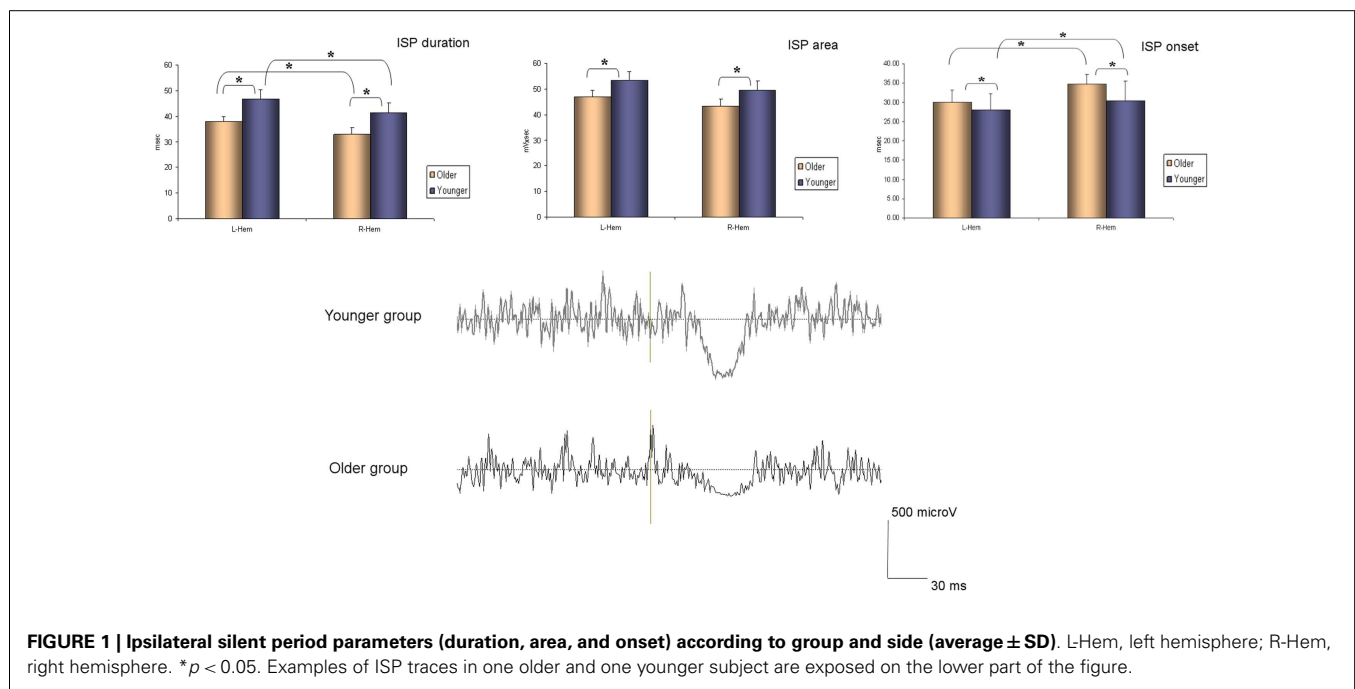 ISP duration
*
*
*
*
60
50
40
30
20
10
0
msec
L-Hem
R-Hem
Older
Younger
ISP area
*
*
60
50
40
30
20
10
0
L-Hem
R-Hem
Older
Younger
ISP onset
*
*
*
*
40.00
35.00
30.00
25.00
20.00
15.00
10.00
5.00
0.00
msec
L-Hem
R-Hem
Older
Younger
Younger group
Older group
500 microV
30 ms
FIGURE 1 | Ipsilateral silent period parameters (duration, area, and onset) according to group and side (average ± SD). L-Hem, left hemisphere; R-Hem,
right hemisphere. *p < 0.05. Examples of ISP traces in one older and one younger subject are exposed on the lower part of the figure.